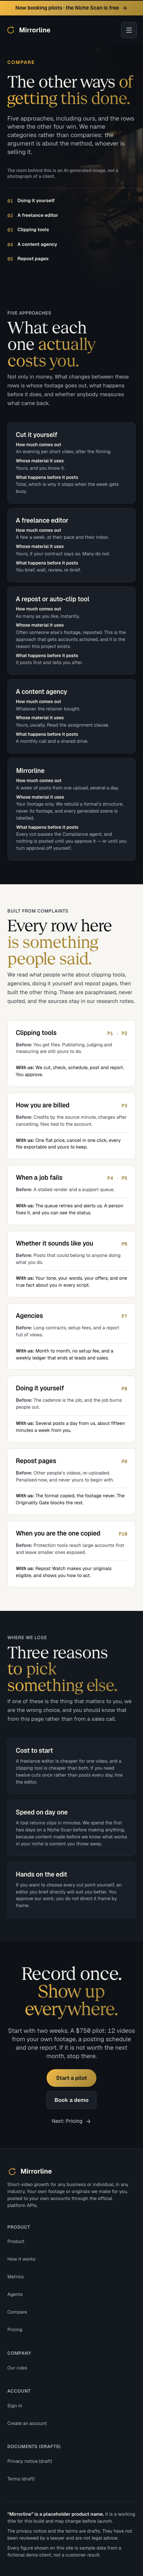 Now booking pilots · the Niche Scan is free →
Mirrorline
COMPARE
The other ways of
getting this done.
Five approaches, including ours, and the rows
where the other four win. We name
categories rather than companies: the
argument is about the method, whoever is
selling it.
The room behind this is an AI-generated image, not a
photograph of a client.
01 Doing it yourself
02 A freelance editor
03 Clipping tools
04 A content agency
05 Repost pages
FIVE APPROACHES
What each
one actually
costs you.
Not only in money. What changes between these
rows is whose footage goes out, what happens
before it does, and whether anybody measures
what came back.
Cut it yourself
How much comes out
An evening per short video, after the filming.
Whose material it uses
Yours, and you know it.
What happens before it posts
Total, which is why it stops when the week gets
busy.
A freelance editor
How much comes out
A few a week, at their pace and their inbox.
Whose material it uses
Yours, if your contract says so. Many do not.
What happens before it posts
You brief, wait, review, re-brief.
A repost or auto-clip tool
How much comes out
As many as you like, instantly.
Whose material it uses
Often someone else's footage, reposted. This is the
approach that gets accounts actioned, and it is the
reason this project exists.
What happens before it posts
It posts first and tells you after.
A content agency
How much comes out
Whatever the retainer bought.
Whose material it uses
Yours, usually. Read the assignment clause.
What happens before it posts
A monthly call and a shared drive.
Mirrorline
How much comes out
A week of posts from one upload, several a day.
Whose material it uses
Your footage only. We rebuild a format's structure,
never its footage, and every generated scene is
labelled.
What happens before it posts
Every cut passes the Compliance agent, and
nothing is posted until you approve it — or until you
turn approval off yourself.
BUILT FROM COMPLAINTS
Every row here
is something
people said.
We read what people write about clipping tools,
agencies, doing it yourself and repost pages, then
built the other thing. These are paraphrased, never
quoted, and the sources stay in our research notes.
Clipping tools P1 · P2
Before: You get files. Publishing, judging and
measuring are still yours to do.
With us: We cut, check, schedule, post and report.
You approve.
How you are billed P3
Before: Credits by the source minute, charges after
cancelling, files tied to the account.
With us: One flat price, cancel in one click, every
file exportable and yours to keep.
When a job fails P4 · P5
Before: A stalled render and a support queue.
With us: The queue retries and alerts us. A person
fixes it, and you can see the status.
Whether it sounds like you P6
Before: Posts that could belong to anyone doing
what you do.
With us: Your tone, your words, your offers, and one
true fact about you in every script.
Agencies P7
Before: Long contracts, setup fees, and a report
full of views.
With us: Month to month, no setup fee, and a
weekly ledger that ends at leads and sales.
Doing it yourself P8
Before: The cadence is the job, and the job burns
people out.
With us: Several posts a day from us, about fifteen
minutes a week from you.
Repost pages P9
Before: Other people's videos, re-uploaded.
Penalised now, and never yours to begin with.
With us: The format copied, the footage never. The
Originality Gate blocks the rest.
When you are the one copied P10
Before: Protection tools reach large accounts first
and leave smaller ones exposed.
With us: Repost Watch makes your originals
eligible, and shows you how to act.
WHERE WE LOSE
Three reasons
to pick
something else.
If one of these is the thing that matters to you, we
are the wrong choice, and you should know that
from this page rather than from a sales call.
Cost to start
A freelance editor is cheaper for one video, and a
clipping tool is cheaper than both. If you need
twelve cuts once rather than posts every day, hire
the editor.
Speed on day one
A tool returns clips in minutes. We spend the first
two days on a Niche Scan before making anything,
because content made before we know what works
in your niche is content you throw away.
Hands on the edit
If you want to choose every cut point yourself, an
editor you brief directly will suit you better. You
approve our work; you do not direct it frame by
frame.
Record once.
Show up
everywhere.
Start with two weeks. A $750 pilot: 12 videos
from your footage, a posting schedule
and one report. If it is not worth the
month, stop there.
Start a pilot
Book a demo
Next: Pricing →
Mirrorline
Short-video growth for any business or individual, in any
industry. Your own footage or originals we make for you,
posted to your own accounts through the official
platform APIs.
PRODUCT
Product
How it works
Metrics
Agents
Compare
Pricing
COMPANY
Our rules
ACCOUNT
Sign in
Create an account
DOCUMENTS (DRAFTS)
Privacy notice (draft)
Terms (draft)
"Mirrorline" is a placeholder product name. It is a working
title for this build and may change before launch.
The privacy notice and the terms are drafts. They have not
been reviewed by a lawyer and are not legal advice.
Every figure shown on this site is sample data from a
fictional demo client, not a customer result.